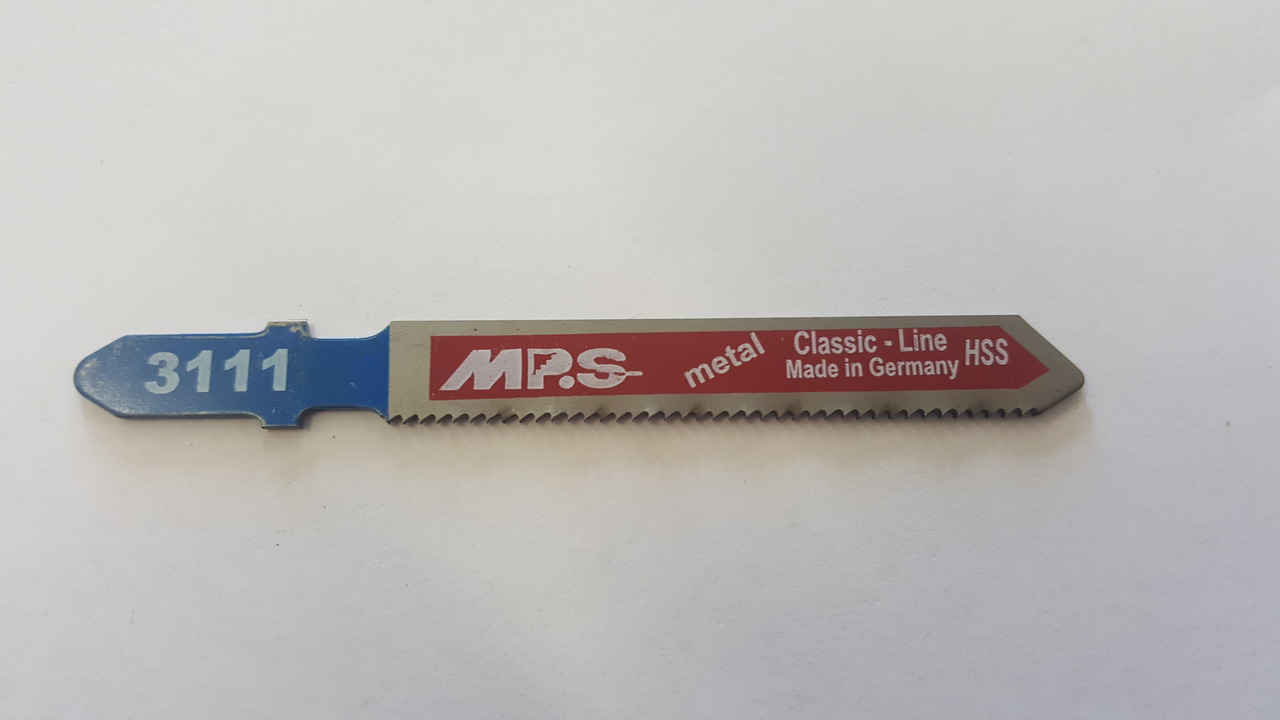 3111
MP.S
metal
Classic - Line
Made in Germany
HSS